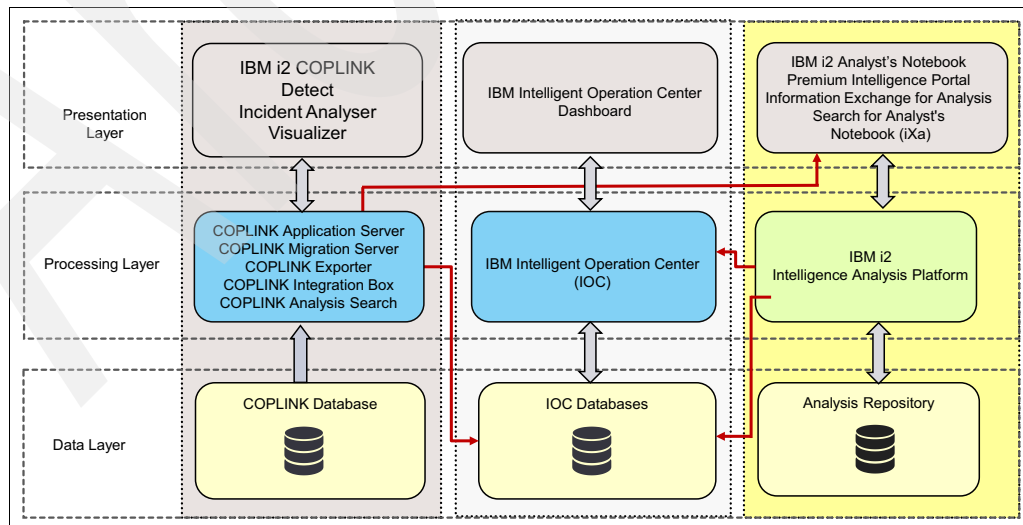 Presentation
Layer
IBM i2 COPLINK
Detect
Incident Analyser
Visualizer
IBM Intelligent Operation Center
Dashboard
IBM i2 Analyst's Notebook
Premium Intelligence Portal
Information Exchange for Analysis
Search for Analyst's
Notebook (iXa)
Processing Layer
COPLINK Application Server
COPLINK Migration Server
COPLINK Exporter
COPLINK Integration Box
COPLINK Analysis Search
IBM Intelligent Operation Center
(IOC)
IBM i2
Intelligence Analysis Platform
Data Layer
COPLINK Database
IOC Databases
Analysis Repository